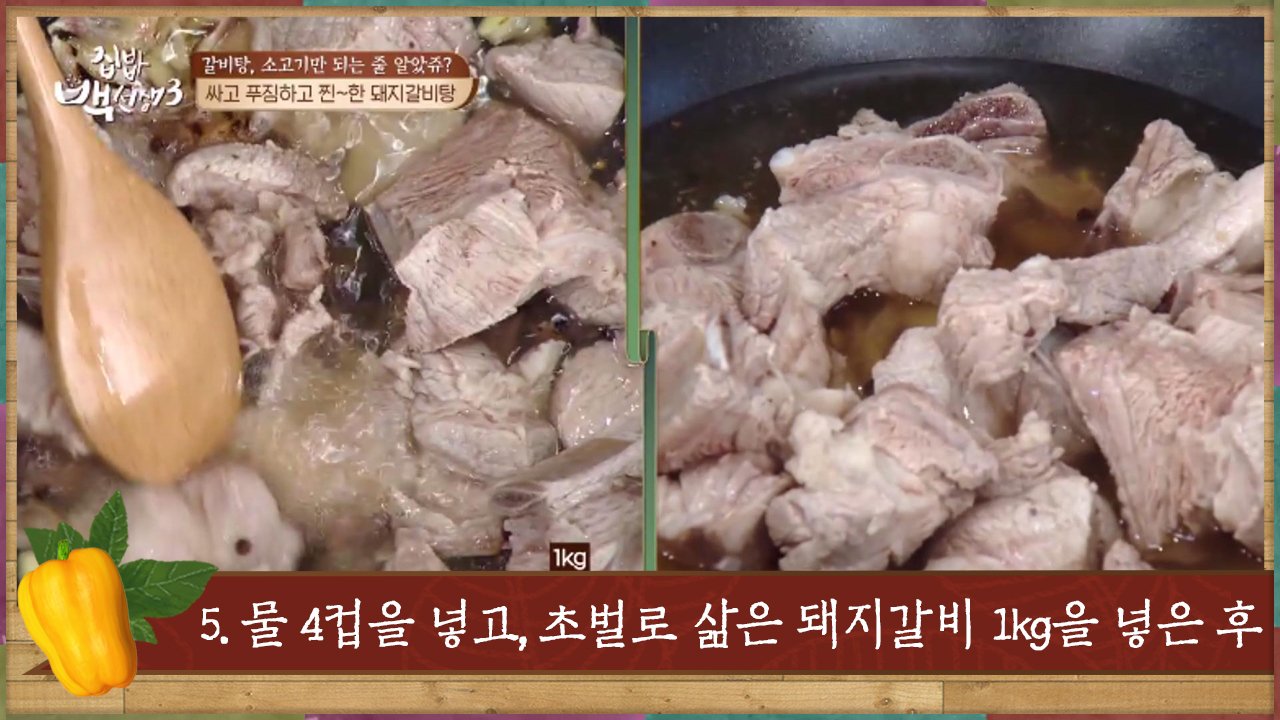 집밥
백선생3
갈비탕, 소고기만 되는 줄 알았쥬?
싸고 푸짐하고 찐~한 돼지갈비탕
1kg
5. 물 4컵을 넣고, 초벌로 삶은 돼지갈비 1kg을 넣은 후